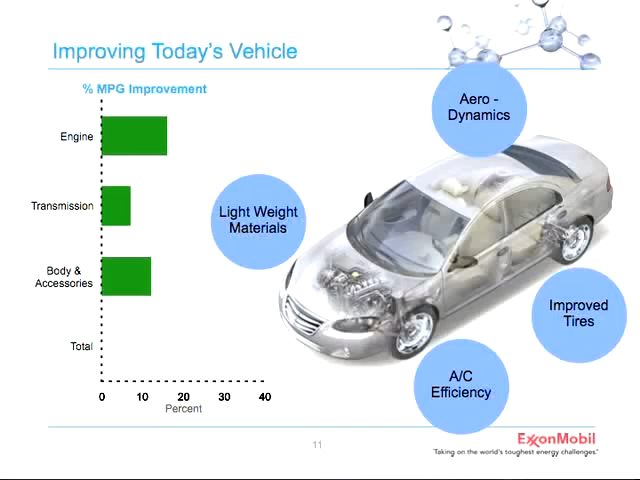 Improving Today's Vehicle
% MPG Improvement
Engine
Transmission
Body &
Accessories
Total
0 10 20 30 40
Percent
Aero -
Dynamics
Light Weight
Materials
Improved
Tires
A/C
Efficiency
11
ExxonMobil
Taking on the world's toughest energy challenges.™